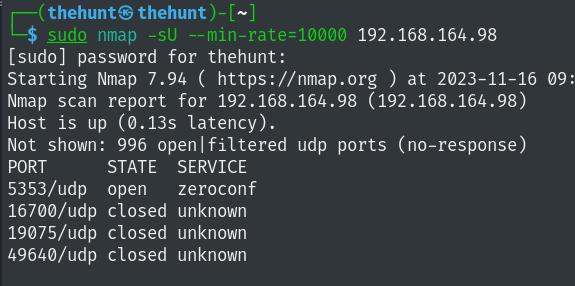 ┌──(thehunt㉿thehunt)-[~]
└─$ sudo nmap -sU --min-rate=10000 192.168.164.98
[sudo] password for thehunt:
Starting Nmap 7.94 ( https://nmap.org ) at 2023-11-16 09:
Nmap scan report for 192.168.164.98 (192.168.164.98)
Host is up (0.13s latency).
Not shown: 996 open|filtered udp ports (no-response)
PORT      STATE  SERVICE
5353/udp  open   zeroconf
16700/udp closed unknown
19075/udp closed unknown
49640/udp closed unknown